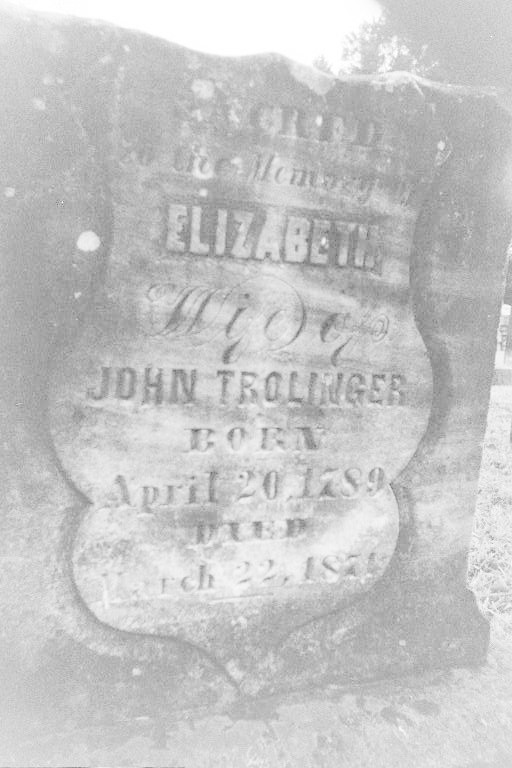 SACRED
to the Memory of
ELIZABETH
Wife of
JOHN TROLINGER
BORN
April 20, 1789
DIED
March 22,